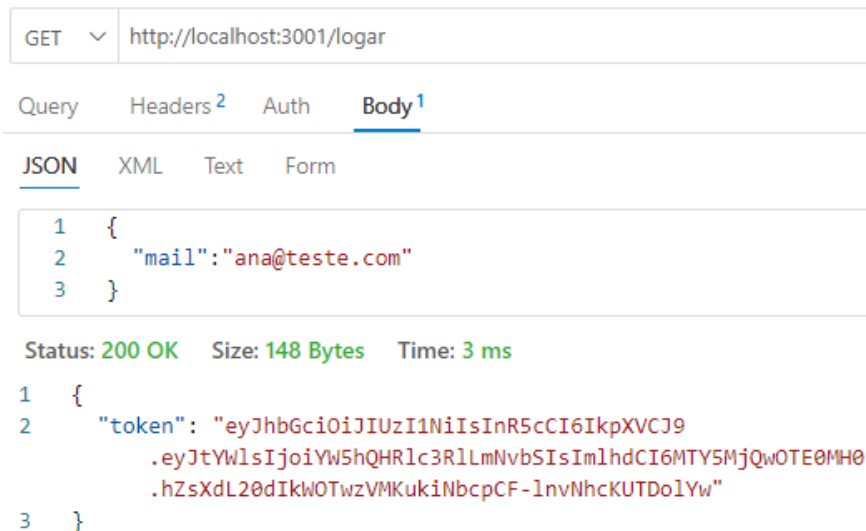 GET http://localhost:3001/logar
Query Headers 2 Auth Body 1
JSON XML Text Form
1 {
2 "mail":"ana@teste.com"
3 }
Status: 200 OK Size: 148 Bytes Time: 3 ms
1 {
2 "token": "eyJhbGciOiJIUzI1NiIsInR5cCI6IkpXVCJ9
.eyJtYWlsIjoiYW5hQHRlc3RlLmNvbSIsImlhdCI6MTY5MjQwOTE0MH0
.hZsXdL20dIkWOTwzVMKukiNbcpCF-lnvNhcKUTDolYw"
3 }